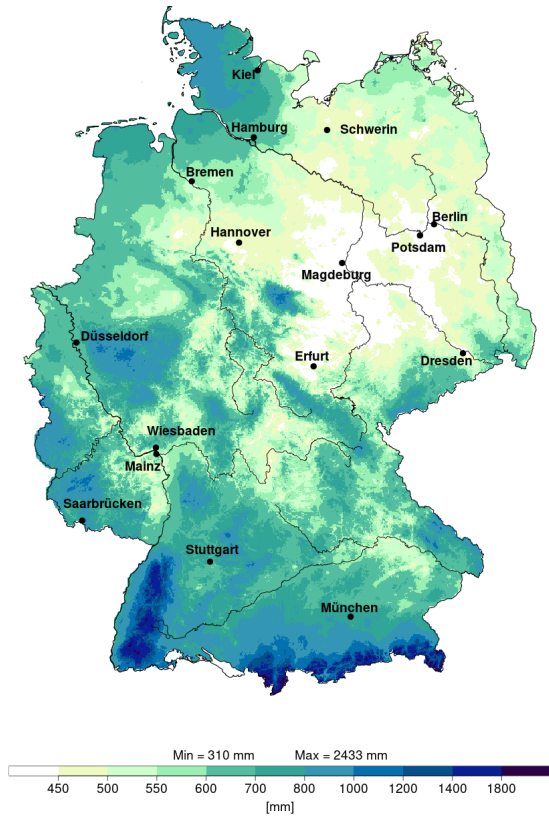 Kiel
Hamburg
Schwerin
Bremen
Berlin
Hannover
Potsdam
Magdeburg
Düsseldorf
Erfurt
Dresden
Wiesbaden
Mainz
Saarbrücken
Stuttgart
München
Min = 310 mm Max = 2433 mm
450 500 550 600 700 800 1000 1200 1400 1800
[mm]